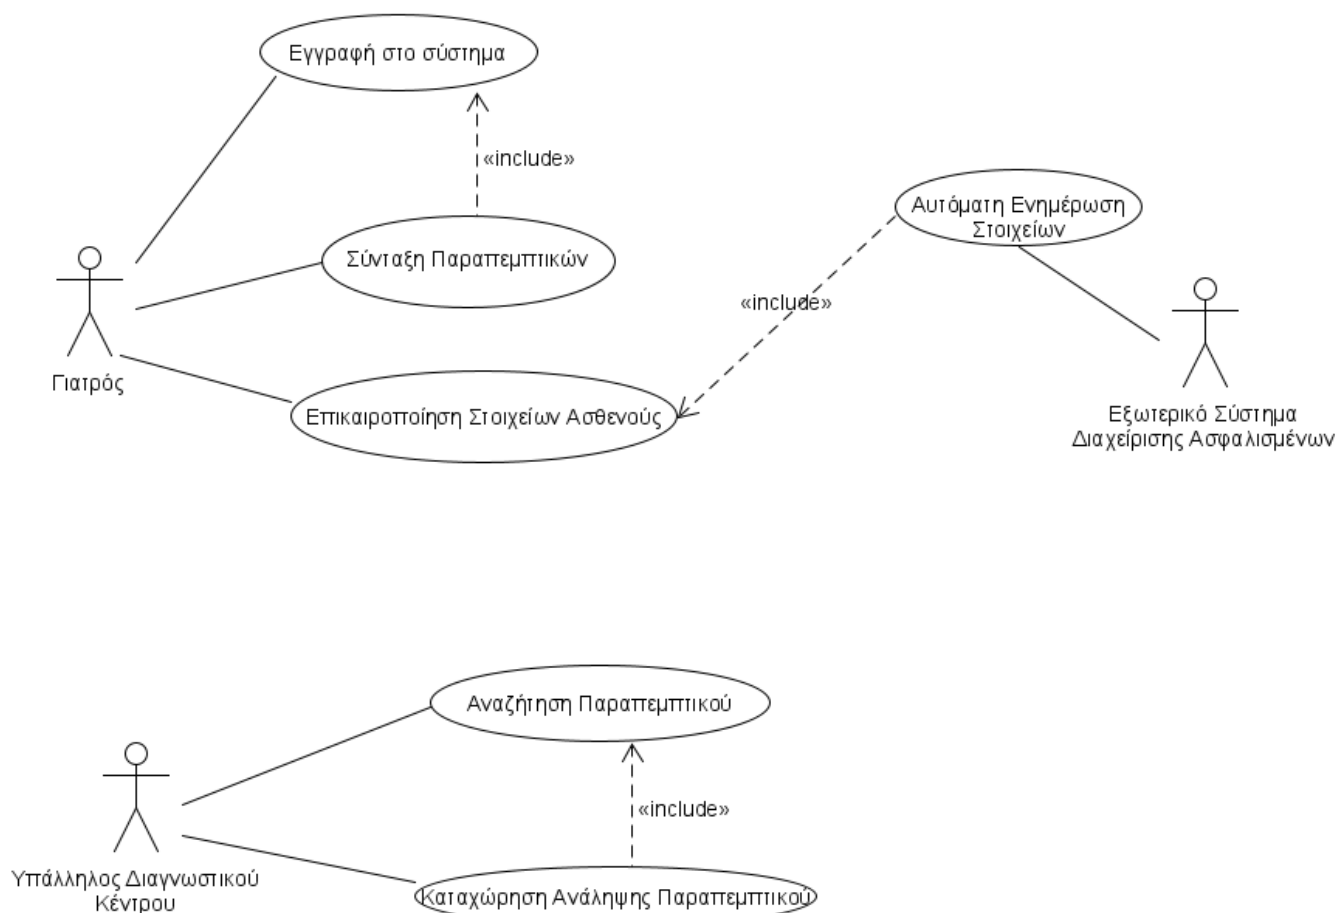 Εγγραφή στο σύστημα
«include»
Αυτόματη Ενημέρωση
Στοιχείων
Σύνταξη Παραπεμπτικών
«include»
Γιατρός
Επικαιροποίηση Στοιχείων Ασθενούς
Εξωτερικό Σύστημα
Διαχείρισης Ασφαλισμένων
Αναζήτηση Παραπεμπτικού
«include»
Υπάλληλος Διαγνωστικού
Κέντρου
Καταχώρηση Ανάληψης Παραπεμπτικού